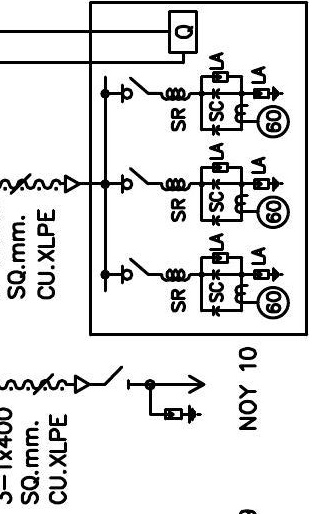 Q
LA
LA
SC
SR
60
LA
LA
SC
SR
60
LA
LA
SC
SR
60
SQ.mm.
CU.XLPE
NOY 10
3-1x400
SQ.mm.
CU.XLPE